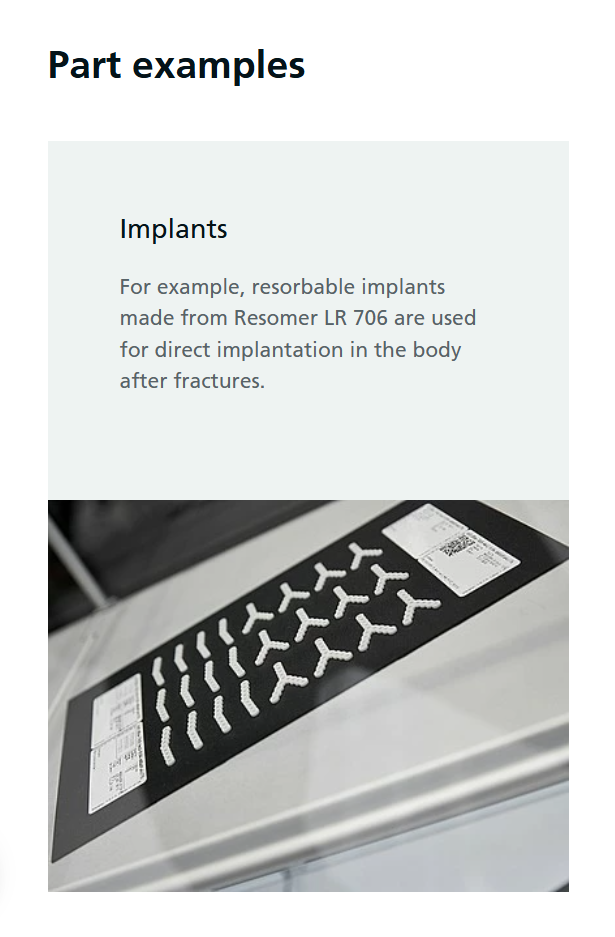 Part examples
Implants
For example, resorbable implants
made from Resomer LR 706 are used
for direct implantation in the body
after fractures.